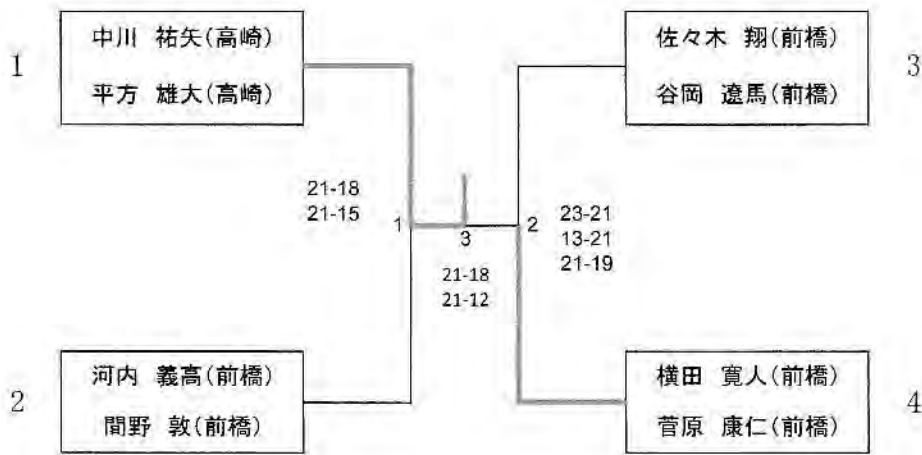 1
中川 祐矢(高崎)
平方 雄大(高崎)
佐々木 翔(前橋)
谷岡 遼馬(前橋)
3
21-18
21-15
1
3
2
23-21
13-21
21-19
21-18
21-12
2
河内 義高(前橋)
間野 敦(前橋)
横田 寛人(前橋)
菅原 康仁(前橋)
4